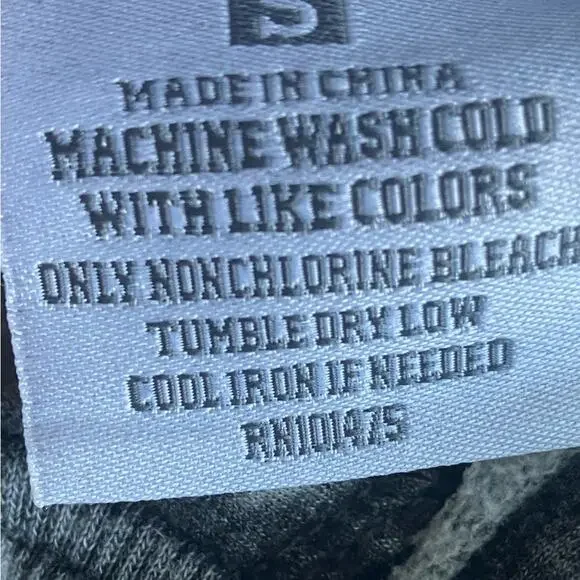 S
MADE IN CHINA
MACHINE WASH COLD
WITH LIKE COLORS
ONLY NONCHLORINE BLEACH
TUMBLE DRY LOW
COOL IRON IF NEEDED
RN101475